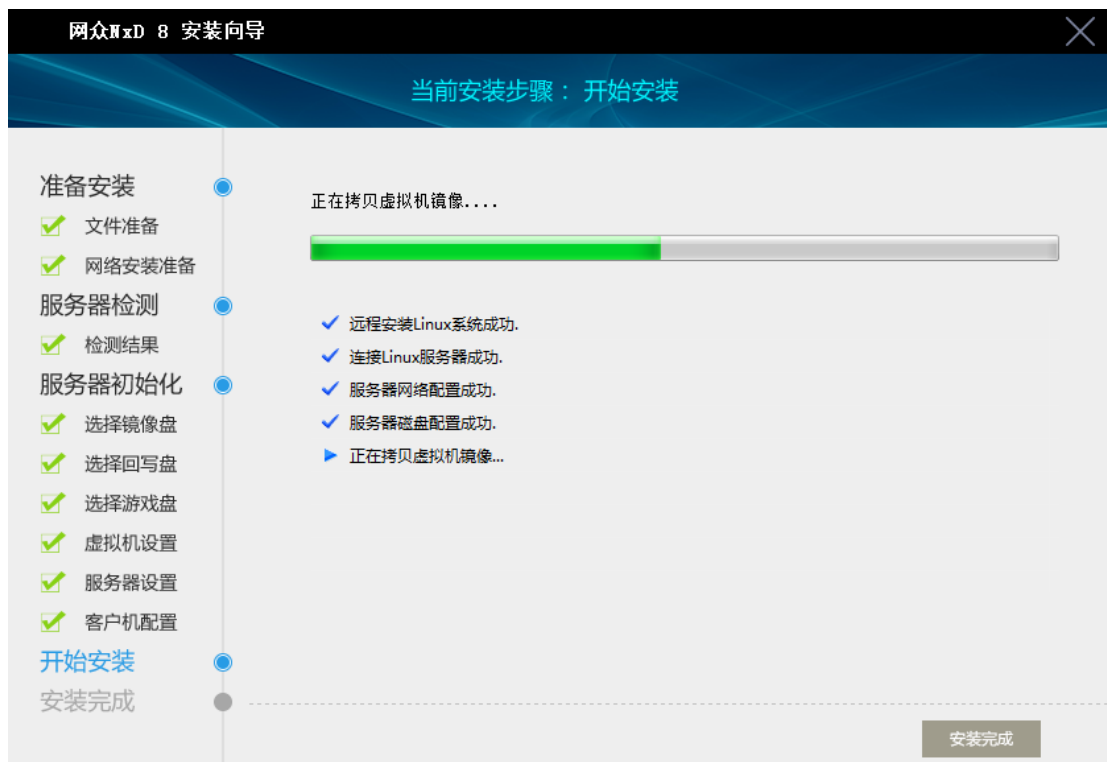 网众NxD 8 安装向导
当前安装步骤： 开始安装
准备安装
文件准备
网络安装准备
服务器检测
检测结果
服务器初始化
选择镜像盘
选择回写盘
选择游戏盘
虚拟机设置
服务器设置
客户机配置
开始安装
安装完成
正在拷贝虚拟机镜像....
远程安装Linux系统成功.
连接Linux服务器成功.
服务器网络配置成功.
服务器磁盘配置成功.
正在拷贝虚拟机镜像...
安装完成